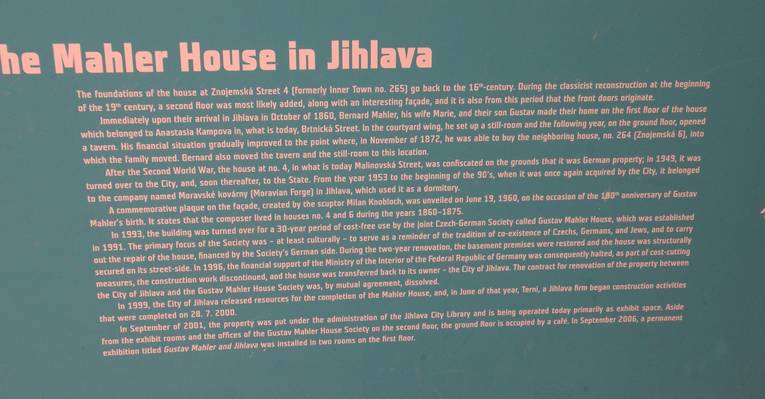 he Mahler House in Jihlava
The foundations of the house at Znojemská Street 4 (formerly Inner Town no. 265) go back to the 16th-century. During the classicist reconstruction at the beginning
of the 19th century, a second floor was most likely added, along with an interesting façade, and it is also from this period that the front doors originate.
Immediately upon their arrival in Jihlava in October of 1860, Bernard Mahler, his wife Marie, and their son Gustav made their home on the first floor of the house
which belonged to Anastasia Kampova in, what is today, Brtnická Street. In the courtyard wing, he set up a still-room and the following year, on the ground floor, opened
a tavern. His financial situation gradually improved to the point where, in November of 1872, he was able to buy the neighboring house, no. 264 (Znojemská 6), into
which the family moved. Bernard also moved the tavern and the still-room to this location.
After the Second World War, the house at no. 4, in what is today Malinovská Street, was confiscated on the grounds that it was German property; in 1949, it was
turned over to the City, and, soon thereafter, to the State. From the year 1953 to the beginning of the 90's, when it was once again acquired by the City, it belonged
to the company named Moravské kovárny (Moravian Forge) in Jihlava, which used it as a dormitory.
A commemorative plaque on the façade, created by the scuptor Milan Knobloch, was unveiled on June 19, 1960, on the occasion of the 100th anniversary of Gustav
Mahler's birth. It states that the composer lived in houses no. 4 and 6 during the years 1860-1875.
In 1993, the building was turned over for a 30-year period of cost-free use by the joint Czech-German Society called Gustav Mahler House, which was established
in 1991. The primary focus of the Society was – at least culturally – to serve as a reminder of the tradition of co-existence of Czechs, Germans, and Jews, and to carry
out the repair of the house, financed by the Society's German side. During the two-year renovation, the basement premises were restored and the house was structurally
secured on its street-side. In 1996, the financial support of the Ministry of the Interior of the Federal Republic of Germany was consequently halted, as part of cost-cutting
measures, the construction work discontinued, and the house was transferred back to its owner – the City of Jihlava. The contract for renovation of the property between
the City of Jihlava and the Gustav Mahler House Society was, by mutual agreement, dissolved.
In 1999, the City of Jihlava released resources for the completion of the Mahler House, and, in June of that year, Terni, a Jihlava firm began construction activities
that were completed on 28. 7. 2000.
In September of 2001, the property was put under the administration of the Jihlava City Library and is being operated today primarily as exhibit space. Aside
from the exhibit rooms and the offices of the Gustav Mahler House Society on the second floor, the ground floor is occupied by a café. In September 2006, a permanent
exhibition titled Gustav Mahler and Jihlava was installed in two rooms on the first floor.